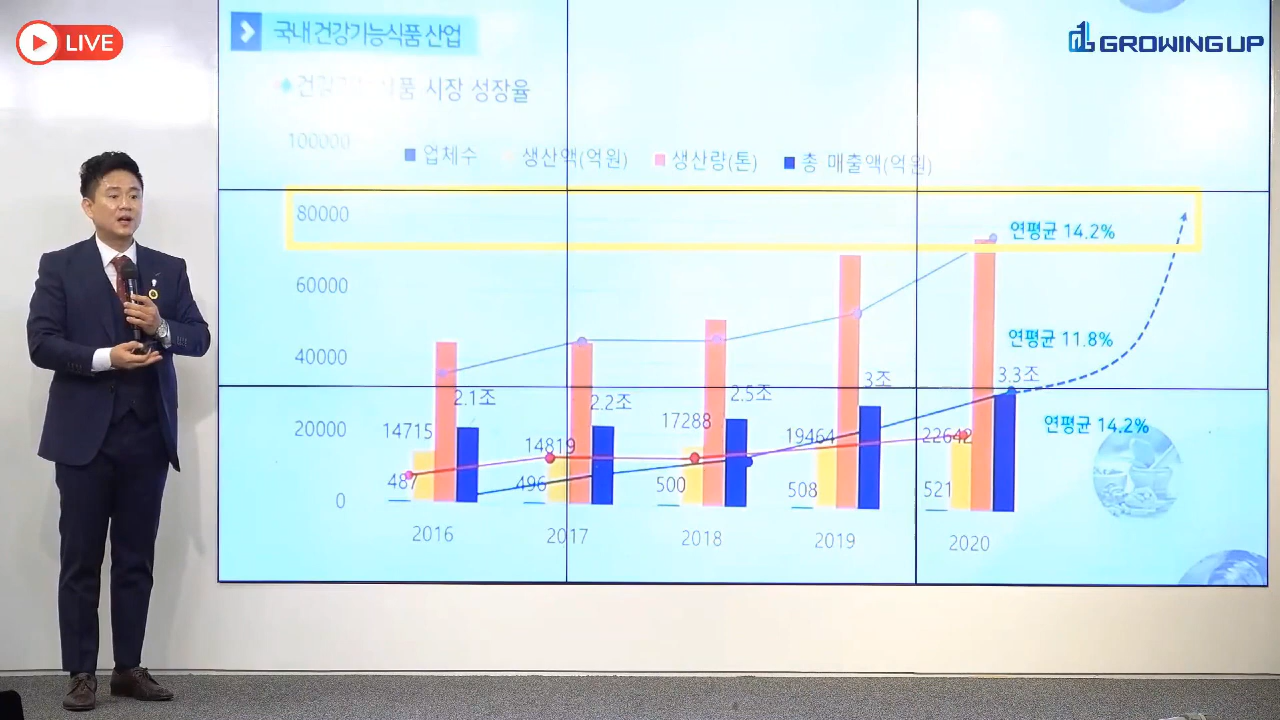 LIVE
국내 건강기능식품 산업
GROWING UP
시장 성장률
100000
업체수 생산액(억원) 생산량(톤) 총 매출액(억원)
80000
연평균 14.2%
60000
연평균 11.8%
40000
3.3조
3조
2.5조
2.2조
2.1조
20000
14715
14819
17288
19464
22642
연평균 14.2%
487
496
500
508
521
0
2016
2017
2018
2019
2020